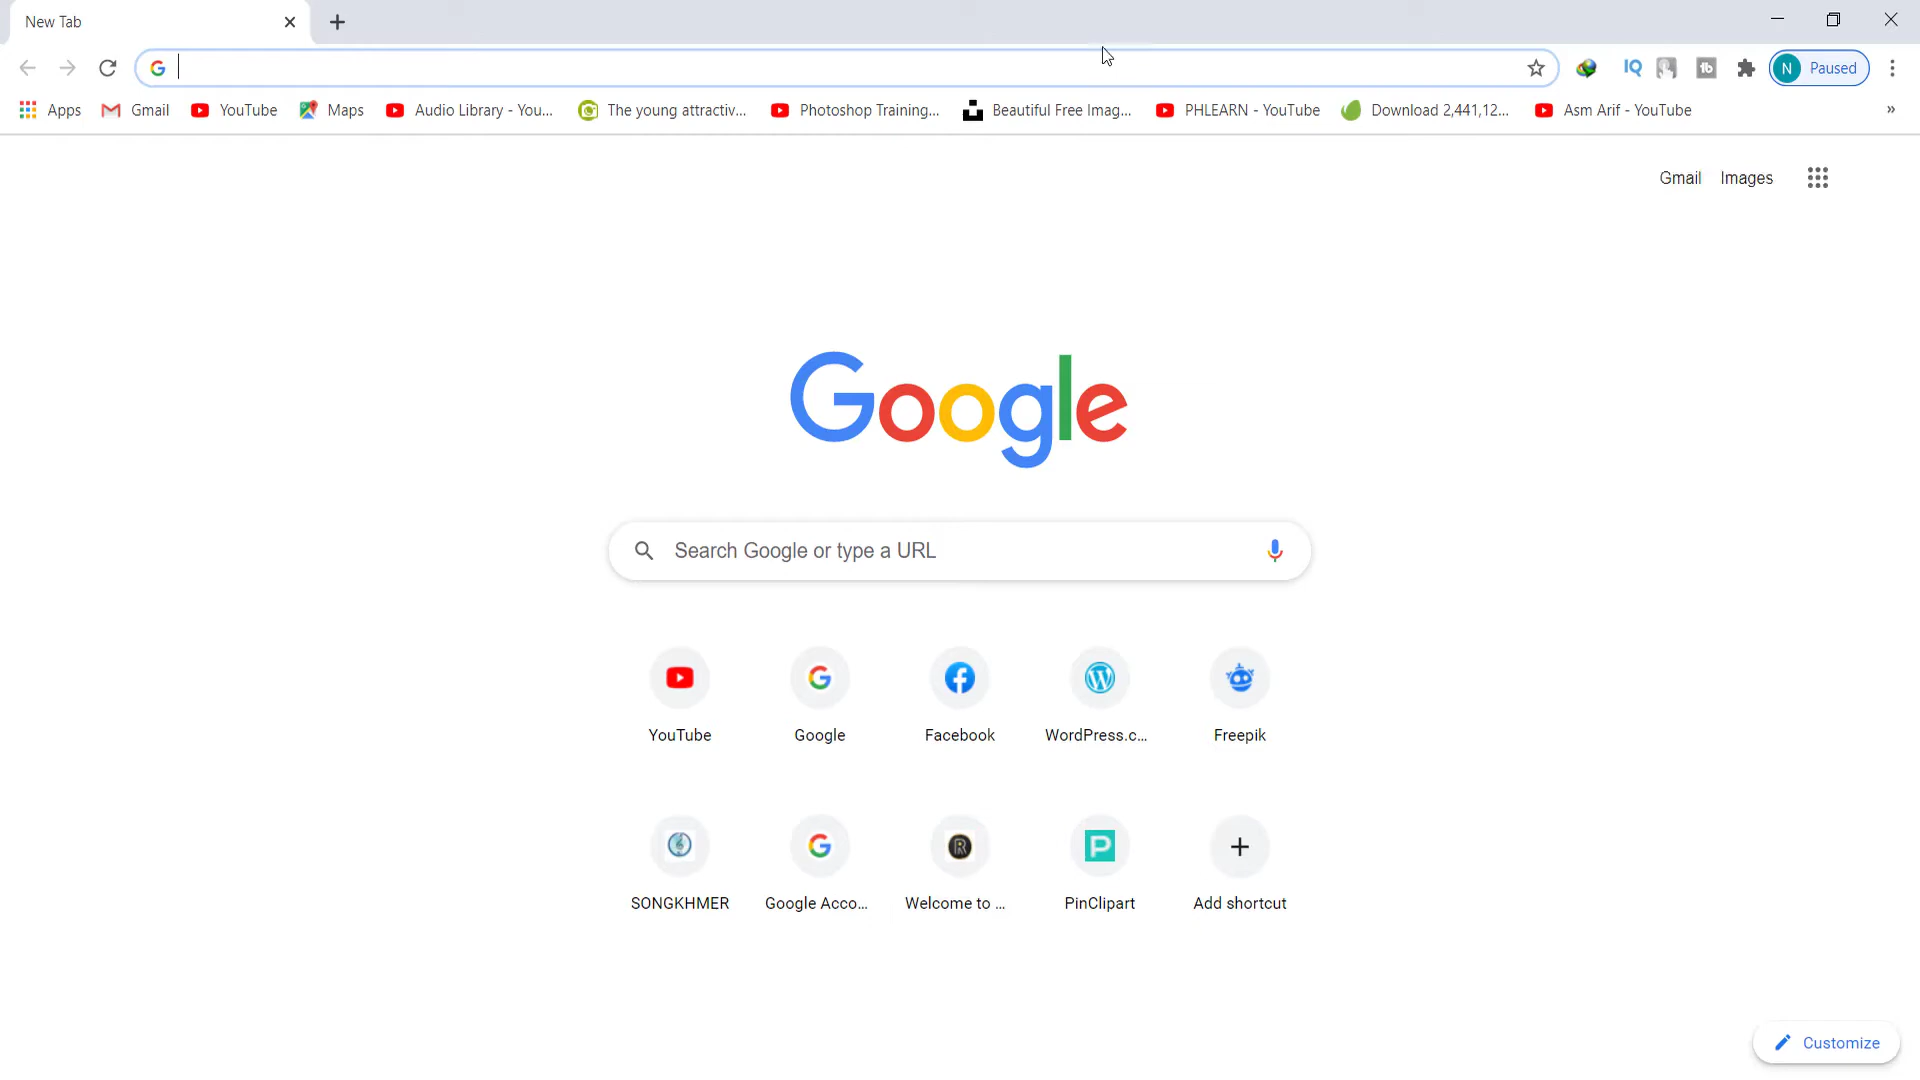 New Tab
N Paused
Apps Gmail YouTube Maps Audio Library - You... The young attractiv... Photoshop Training... Beautiful Free Imag... PHLEARN - YouTube Download 2,441,12... Asm Arif - YouTube »
Gmail Images
Google
Search Google or type a URL
YouTube Google Facebook WordPress.c... Freepik
SONGKHMER Google Acco... Welcome to ... PinClipart Add shortcut
Customize